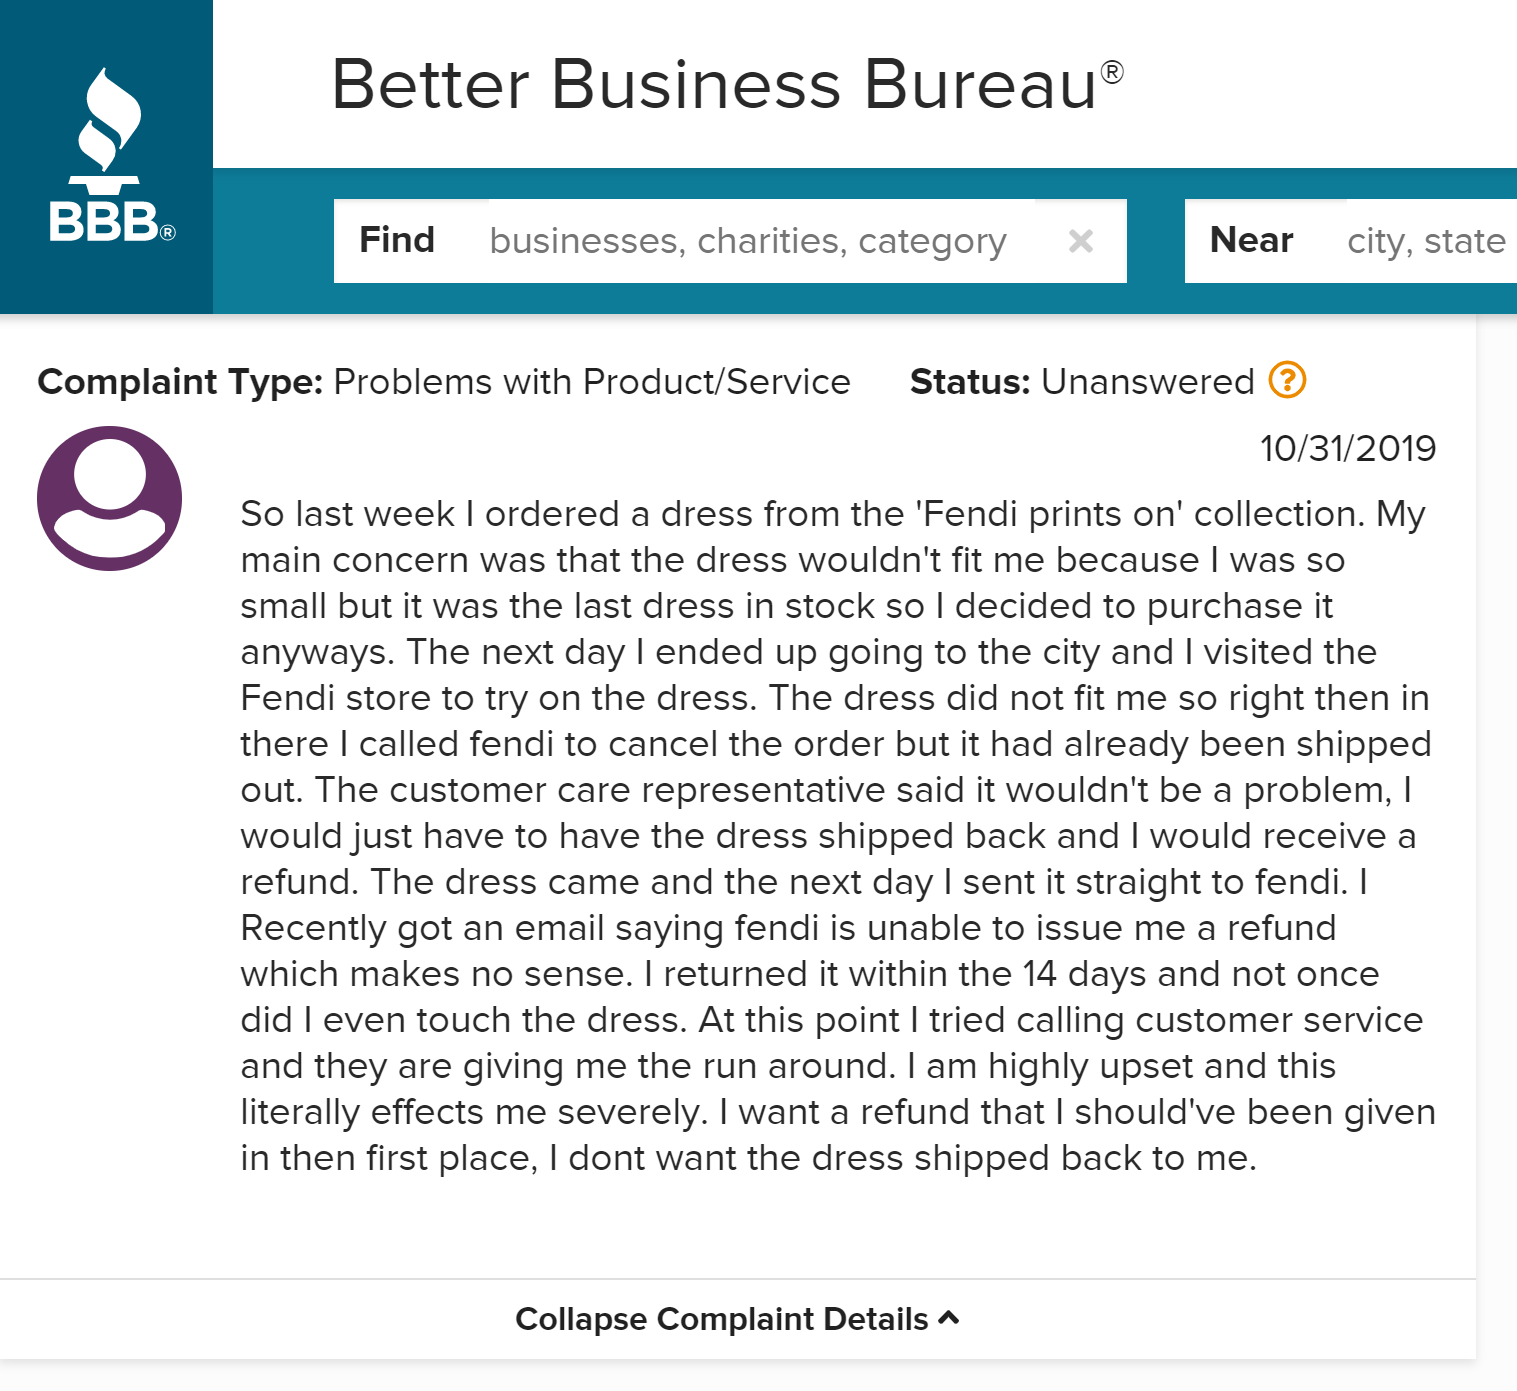 Better Business Bureau®
BBB®
Find businesses, charities, category ×
Near city, state
Complaint Type: Problems with Product/Service
Status: Unanswered ?
10/31/2019
So last week I ordered a dress from the 'Fendi prints on' collection. My
main concern was that the dress wouldn't fit me because I was so
small but it was the last dress in stock so I decided to purchase it
anyways. The next day I ended up going to the city and I visited the
Fendi store to try on the dress. The dress did not fit me so right then in
there I called fendi to cancel the order but it had already been shipped
out. The customer care representative said it wouldn't be a problem, I
would just have to have the dress shipped back and I would receive a
refund. The dress came and the next day I sent it straight to fendi. I
Recently got an email saying fendi is unable to issue me a refund
which makes no sense. I returned it within the 14 days and not once
did I even touch the dress. At this point I tried calling customer service
and they are giving me the run around. I am highly upset and this
literally effects me severely. I want a refund that I should've been given
in then first place, I dont want the dress shipped back to me.
Collapse Complaint Details